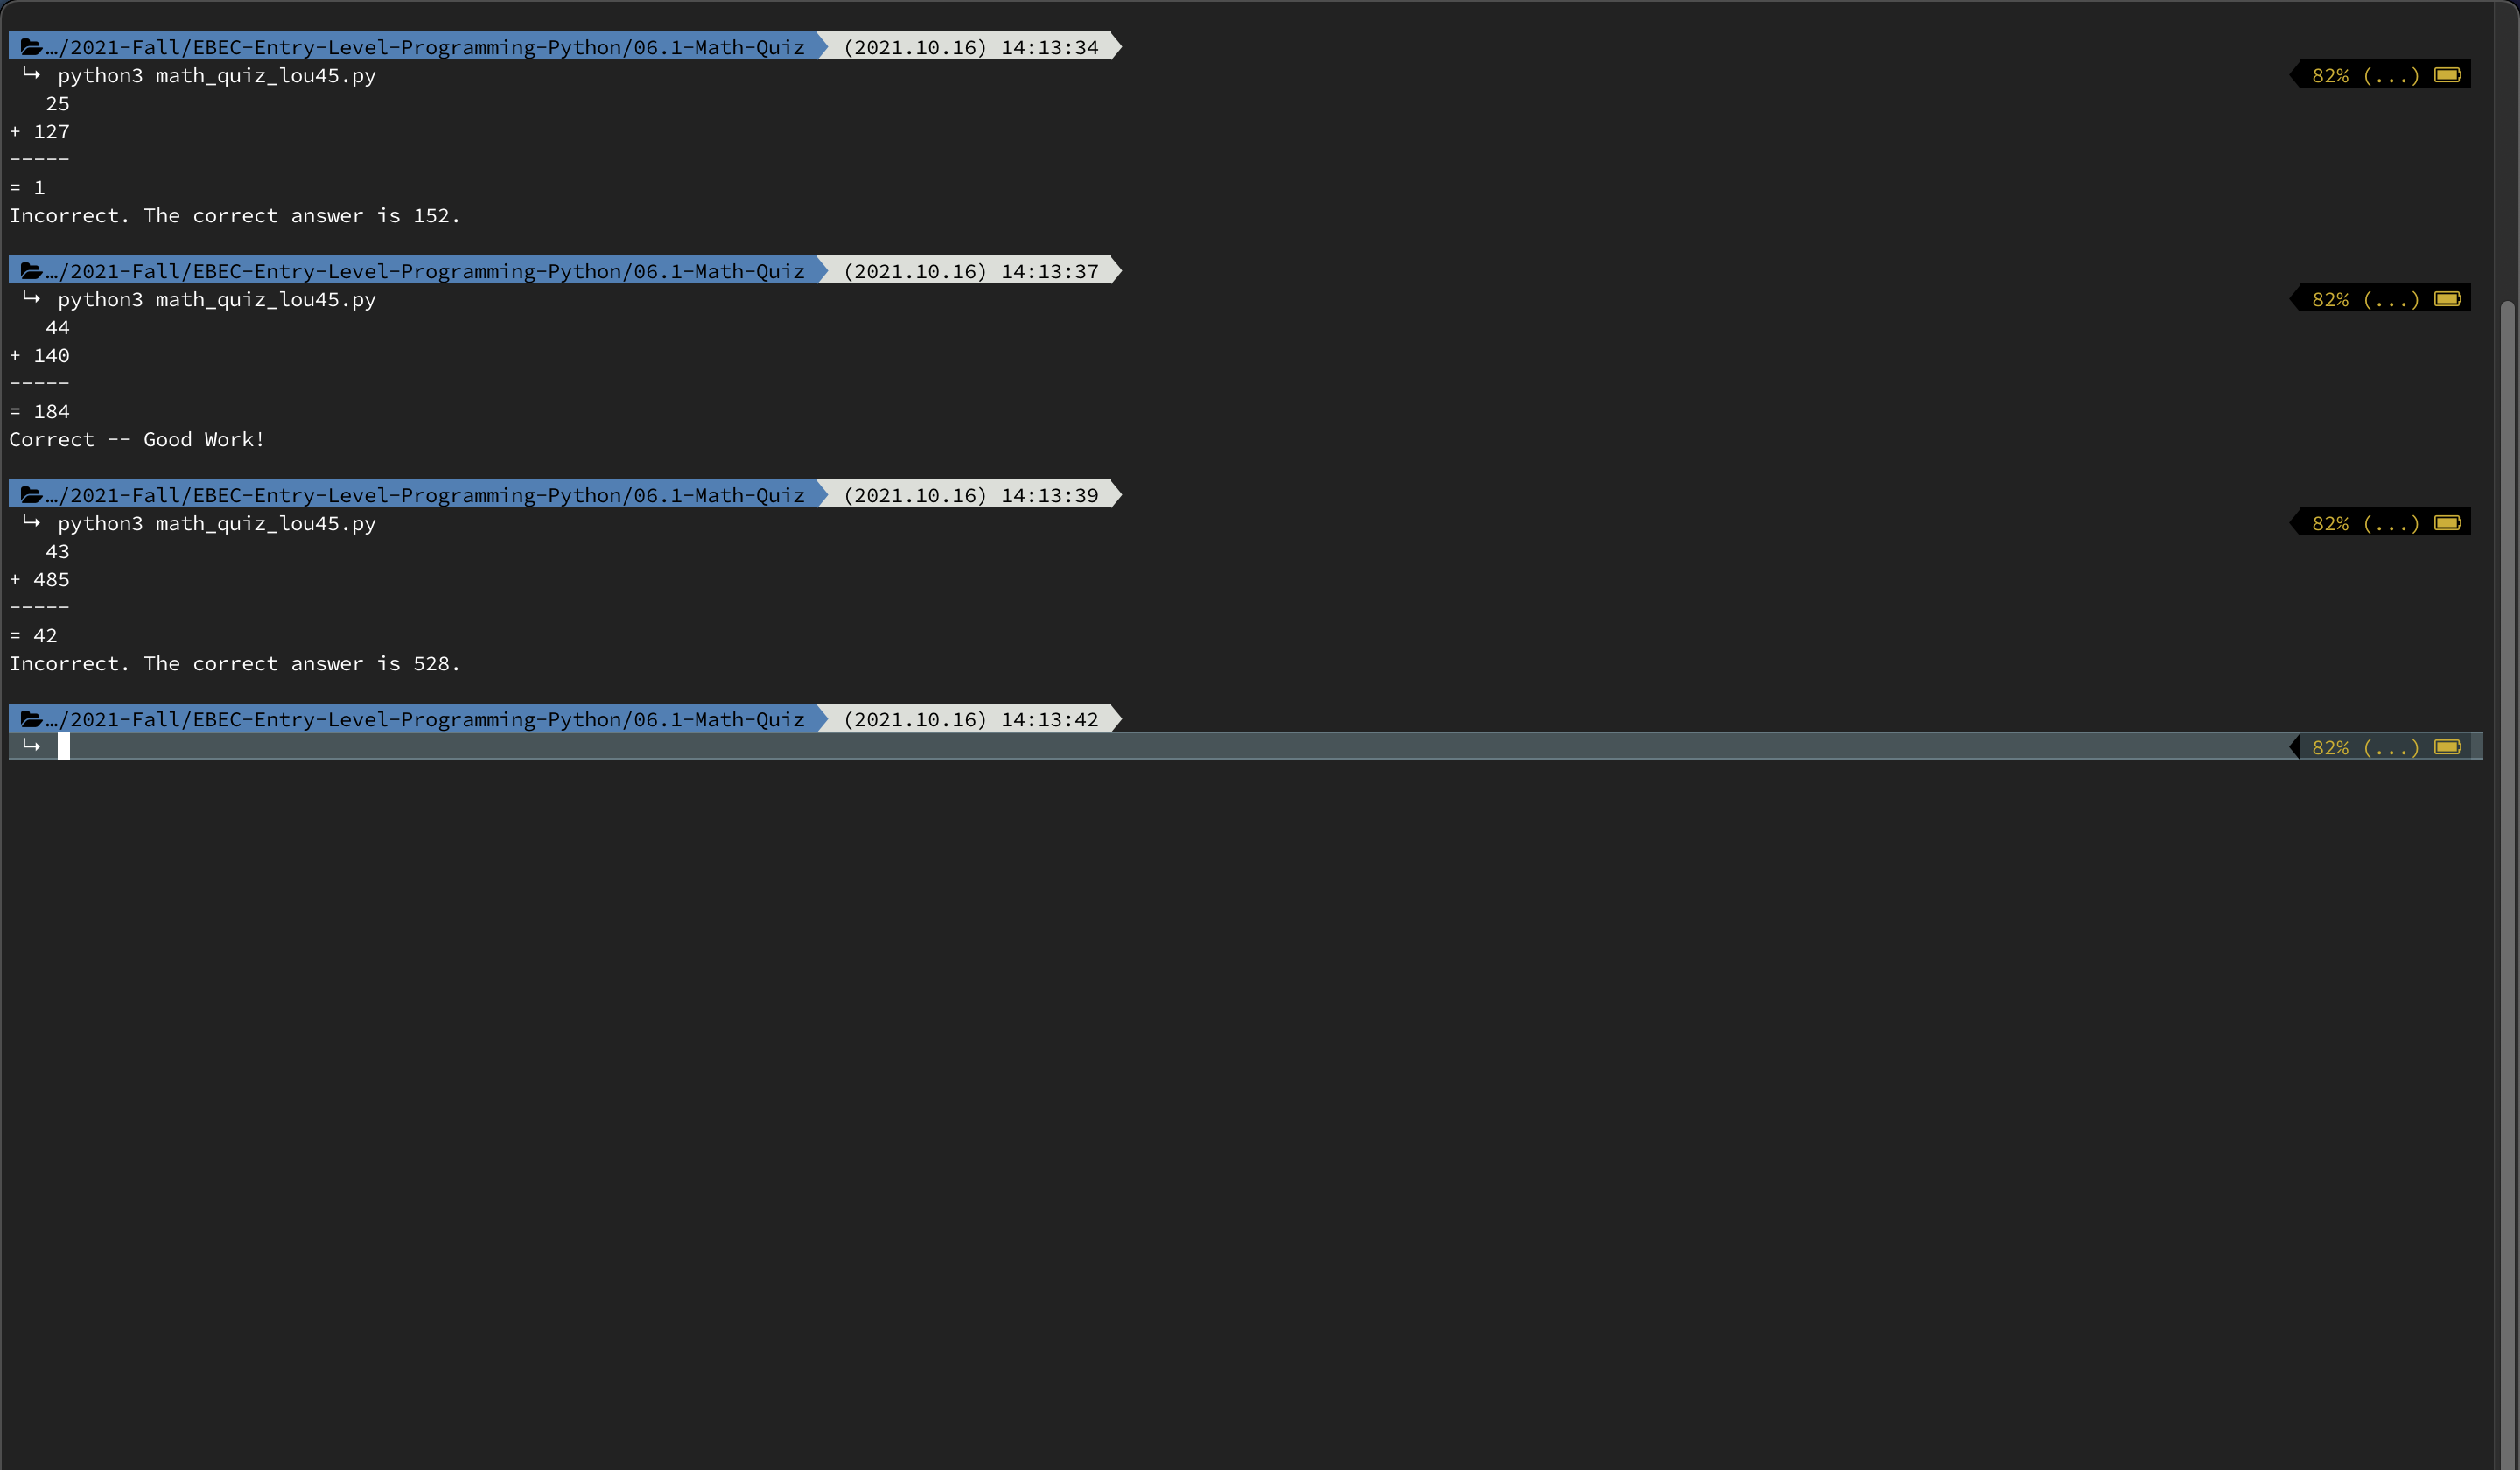 …/2021-Fall/EBEC-Entry-Level-Programming-Python/06.1-Math-Quiz (2021.10.16) 14:13:34
↳ python3 math_quiz_lou45.py 82% (...)
   25
+ 127
-----
= 1
Incorrect. The correct answer is 152.
…/2021-Fall/EBEC-Entry-Level-Programming-Python/06.1-Math-Quiz (2021.10.16) 14:13:37
↳ python3 math_quiz_lou45.py 82% (...)
   44
+ 140
-----
= 184
Correct -- Good Work!
…/2021-Fall/EBEC-Entry-Level-Programming-Python/06.1-Math-Quiz (2021.10.16) 14:13:39
↳ python3 math_quiz_lou45.py 82% (...)
   43
+ 485
-----
= 42
Incorrect. The correct answer is 528.
…/2021-Fall/EBEC-Entry-Level-Programming-Python/06.1-Math-Quiz (2021.10.16) 14:13:42
↳ 82% (...)